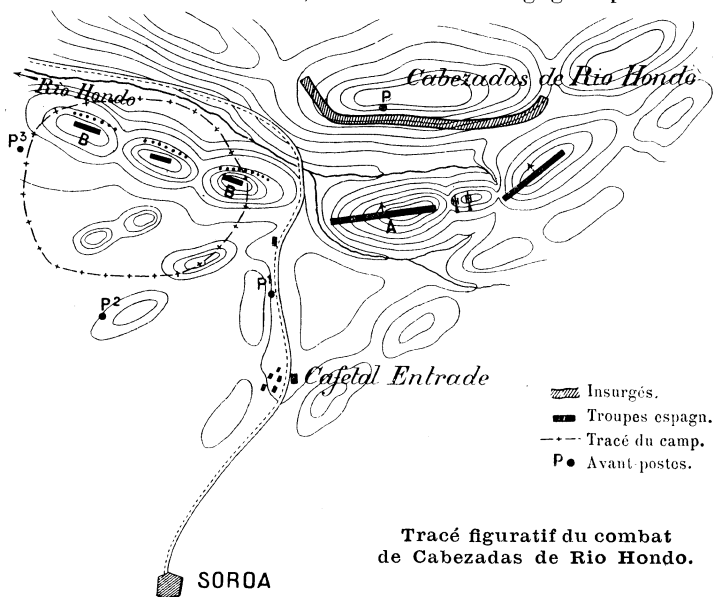 Cabezadas de Rio Hondo
Rio Hondo
P
P3
B
B
A
P1
P2
Cafetal Entrade
Insurgés.
Troupes espagn.
Tracé du camp.
P Avant-postes.
Tracé figuratif du combat
de Cabezadas de Rio Hondo.
SOROA